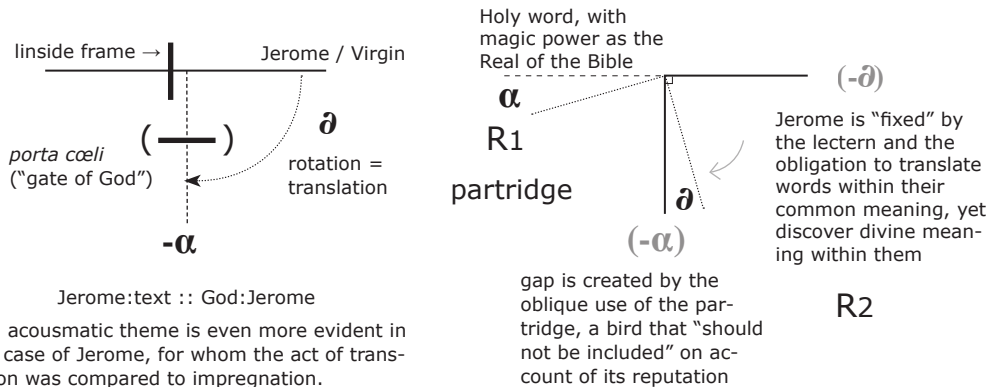 linside frame →
Jerome / Virgin
∂
(
)
porta cœli
("gate of God")
rotation =
translation
-α
Jerome:text :: God:Jerome
acousmatic theme is even more evident in
case of Jerome, for whom the act of trans-
on was compared to impregnation.
Holy word, with
magic power as the
Real of the Bible
α
R1
partridge
(-∂)
∂
(-α)
Jerome is "fixed" by
the lectern and the
obligation to translate
words within their
common meaning, yet
discover divine mean-
ing within them
gap is created by the
oblique use of the par-
tridge, a bird that "should
not be included" on ac-
count of its reputation
R2